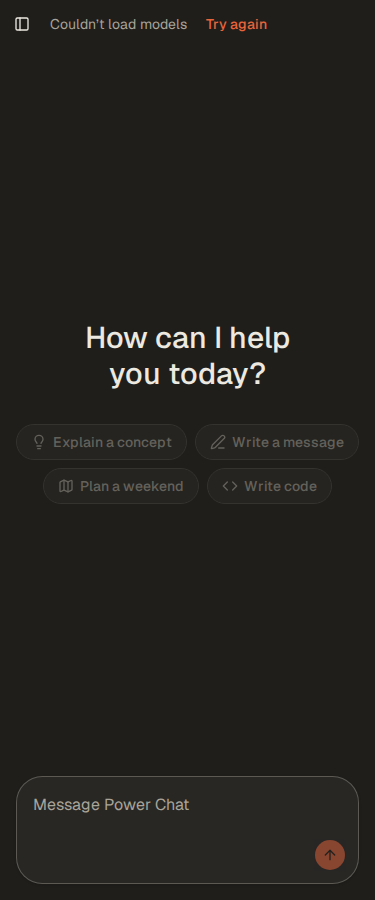 Couldn't load models Try again
How can I help
you today?
Explain a concept Write a message
Plan a weekend Write code
Message Power Chat